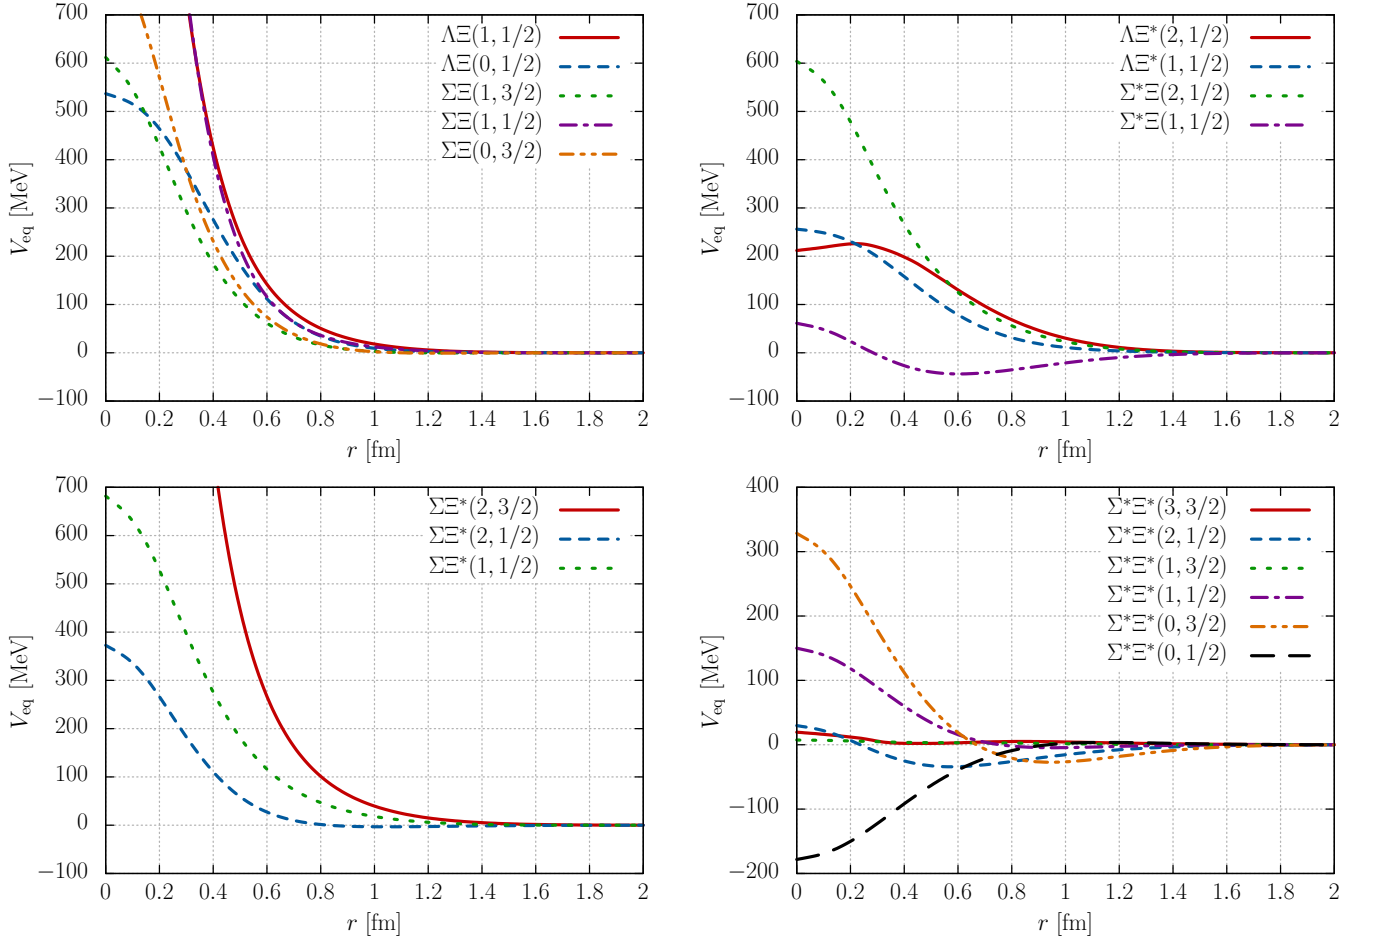 700
600
500
400
300
200
100
0
−100
V_eq [MeV]
ΛΞ(1, 1/2)
ΛΞ(0, 1/2)
ΣΞ(1, 3/2)
ΣΞ(1, 1/2)
ΣΞ(0, 3/2)
0 0.2 0.4 0.6 0.8 1 1.2 1.4 1.6 1.8 2
r [fm]
700
600
500
400
300
200
100
0
−100
V_eq [MeV]
ΛΞ*(2, 1/2)
ΛΞ*(1, 1/2)
Σ*Ξ(2, 1/2)
Σ*Ξ(1, 1/2)
0 0.2 0.4 0.6 0.8 1 1.2 1.4 1.6 1.8 2
r [fm]
700
600
500
400
300
200
100
0
−100
V_eq [MeV]
ΣΞ*(2, 3/2)
ΣΞ*(2, 1/2)
ΣΞ*(1, 1/2)
0 0.2 0.4 0.6 0.8 1 1.2 1.4 1.6 1.8 2
r [fm]
400
300
200
100
0
−100
−200
V_eq [MeV]
Σ*Ξ*(3, 3/2)
Σ*Ξ*(2, 1/2)
Σ*Ξ*(1, 3/2)
Σ*Ξ*(1, 1/2)
Σ*Ξ*(0, 3/2)
Σ*Ξ*(0, 1/2)
0 0.2 0.4 0.6 0.8 1 1.2 1.4 1.6 1.8 2
r [fm]